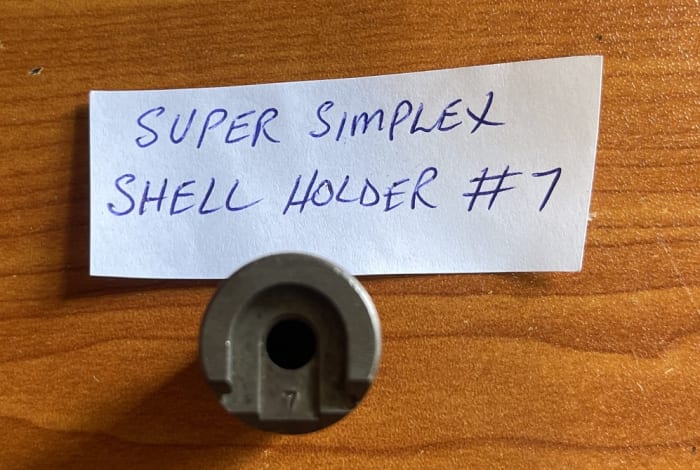 SUPER SIMPLEX
SHELL HOLDER #7
7